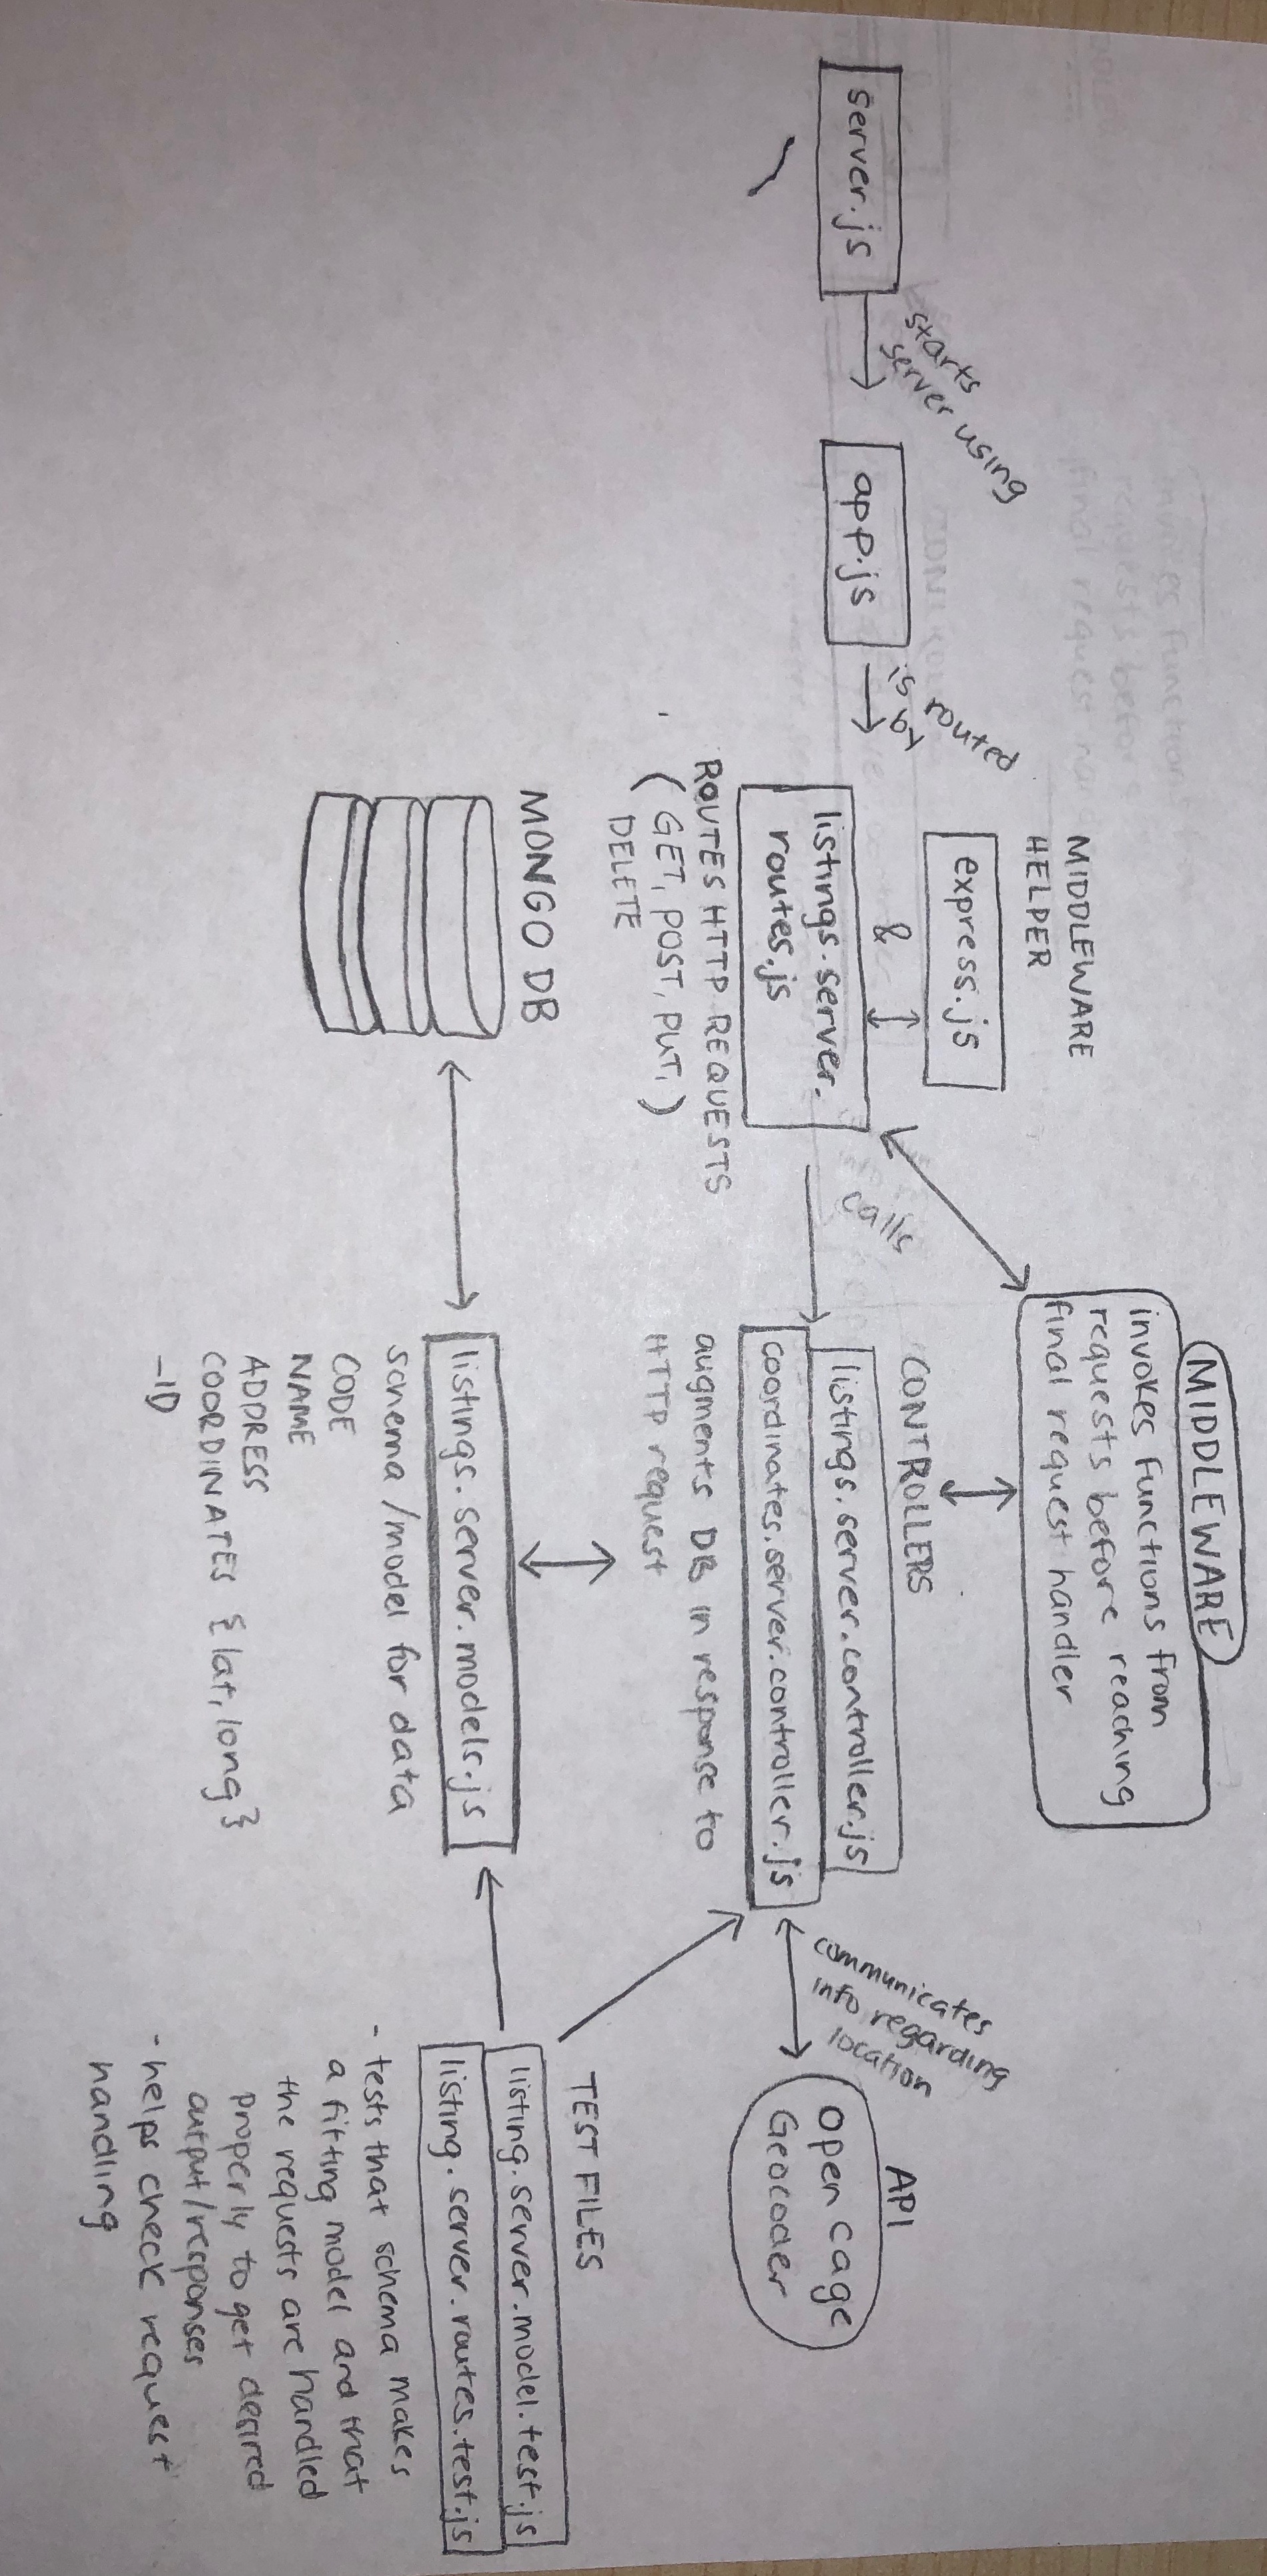 server.js
starts
server using
app.js
is routed
by
MIDDLEWARE
HELPER
express.js
&
listings.server.
routes.js
ROUTES HTTP REQUESTS
(GET, POST, PUT, )
DELETE
calls
MIDDLEWARE
invokes functions from
requests before reaching
final request handler
CONTROLLERS
listings.server.controller.js
coordinates.server.controller.js
augments DB in response to
HTTP request
communicates
info regarding
location
API
Open Cage
Geocoder
MONGO DB
listings.server.models.js
schema/model for data
CODE
NAME
ADDRESS
COORDINATES {lat, long}
_ID
TEST FILES
listing.server.model.test.js
listing.server.routes.test.js
- tests that schema makes
a fitting model and that
the requests are handled
properly to get desired
output/responses
- helps check request
handling